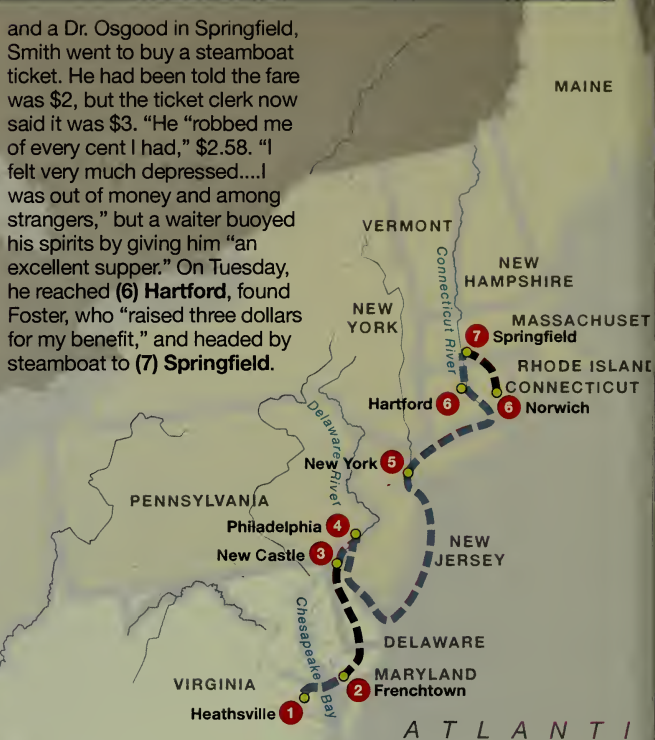 and a Dr. Osgood in Springfield,
Smith went to buy a steamboat
ticket. He had been told the fare
was $2, but the ticket clerk now
said it was $3. “He “robbed me
of every cent I had,” $2.58. “I
felt very much depressed....I
was out of money and among
strangers,” but a waiter buoyed
his spirits by giving him “an
excellent supper.” On Tuesday,
he reached (6) Hartford, found
Foster, who “raised three dollars
for my benefit,” and headed by
steamboat to (7) Springfield.
MAINE
VERMONT
Connecticut River
NEW
HAMPSHIRE
NEW
YORK
MASSACHUSET
7 Springfield
RHODE ISLAND
CONNECTICUT
Hartford 6
6 Norwich
Delaware River
New York 5
PENNSYLVANIA
Philadelphia 4
New Castle 3
NEW
JERSEY
Chesapeake Bay
DELAWARE
VIRGINIA
MARYLAND
2 Frenchtown
Heathsville 1
ATLANTI